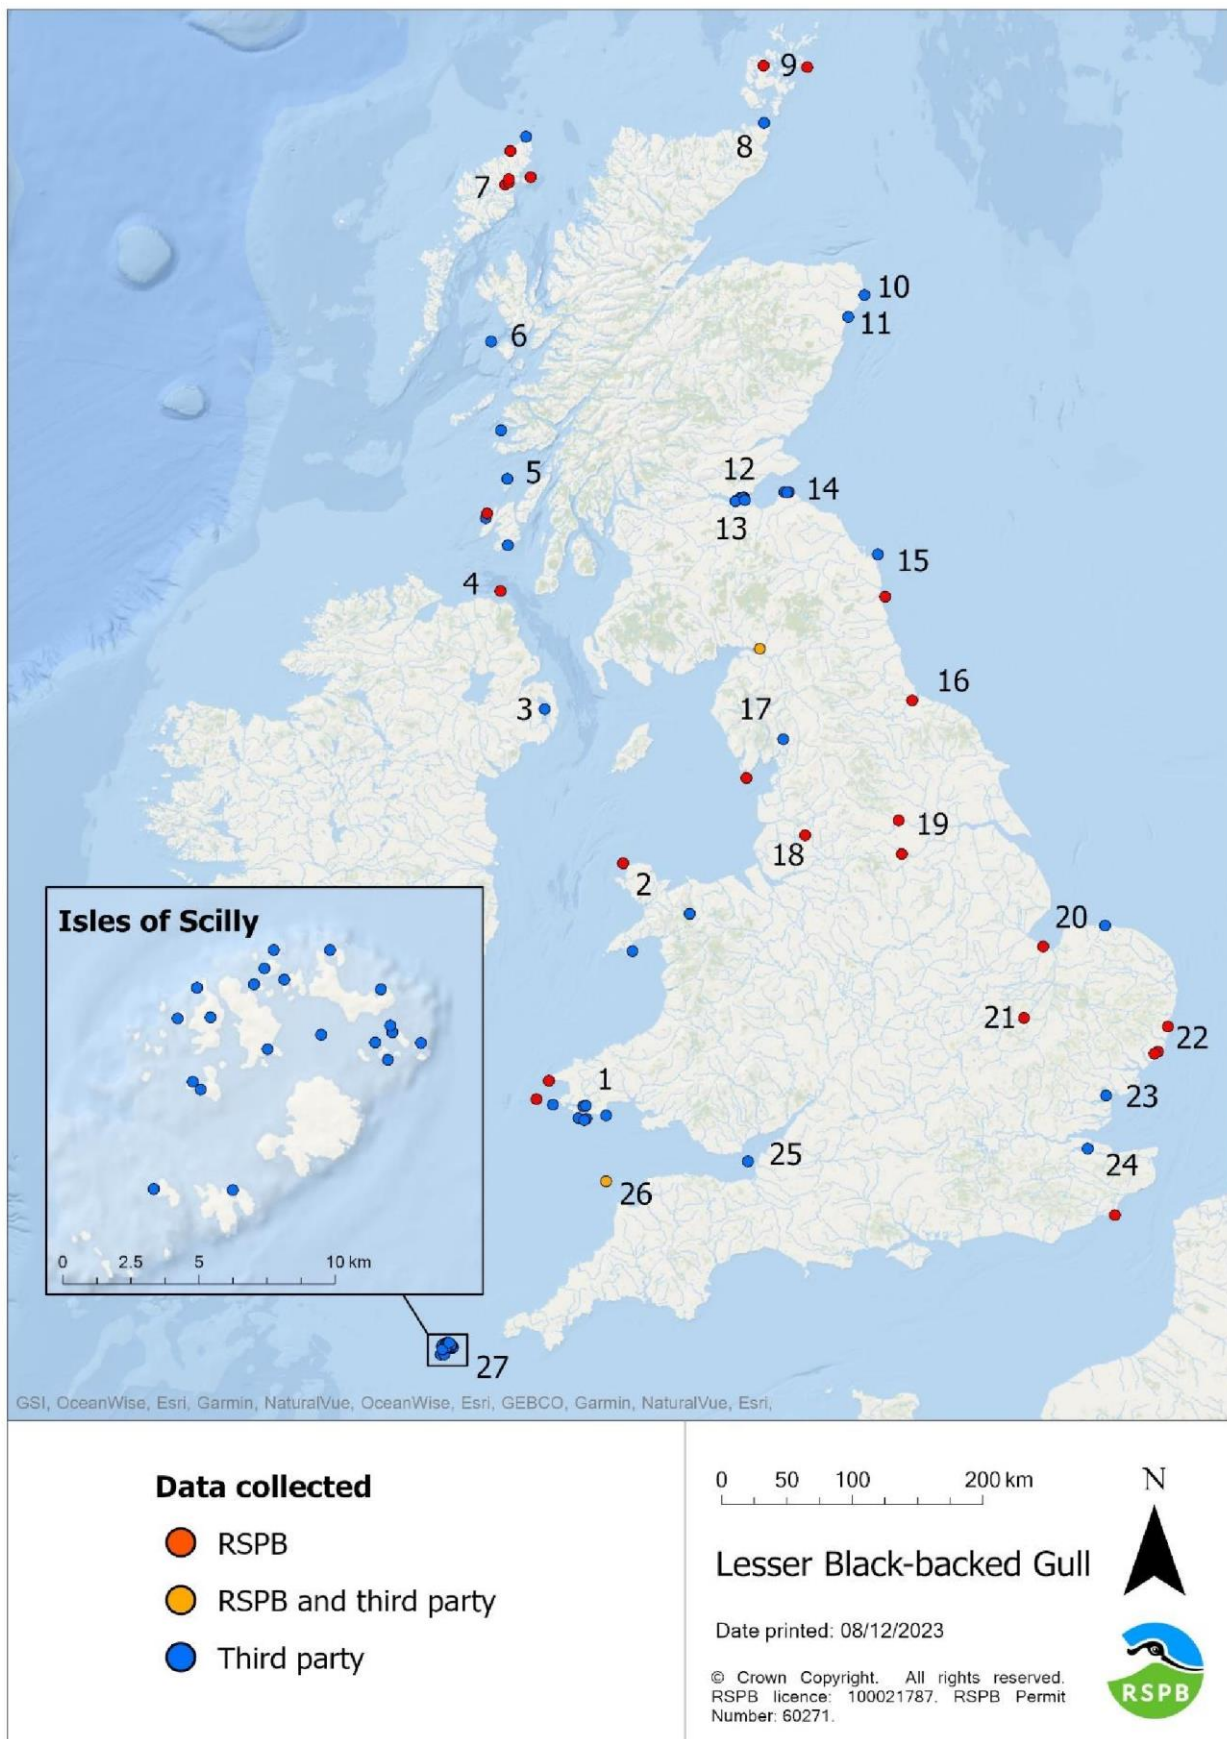 9
8
7
10
11
6
5
12
14
13
15
4
16
3
17
19
18
2
20
Isles of Scilly
21
22
1
23
25
24
26
0 2.5 5 10 km
27
GSI, OceanWise, Esri, Garmin, NaturalVue, OceanWise, Esri, GEBCO, Garmin, NaturalVue, Esri,
Data collected
RSPB
RSPB and third party
Third party
0 50 100 200 km
N
Lesser Black-backed Gull
Date printed: 08/12/2023
© Crown Copyright. All rights reserved.
RSPB licence: 100021787. RSPB Permit
Number: 60271.
RSPB